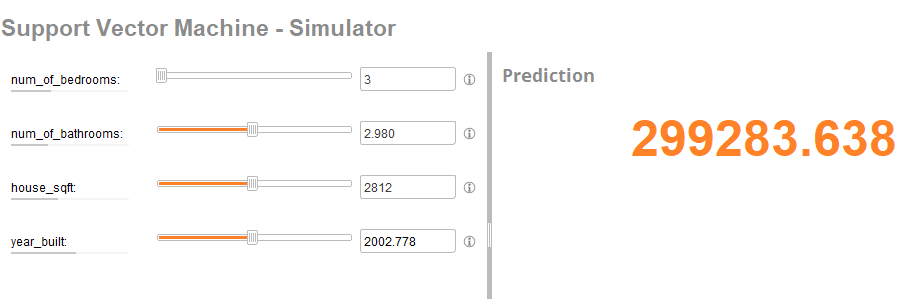 Support Vector Machine - Simulator
num_of_bedrooms: 3
Prediction
num_of_bathrooms: 2.980
299283.638
house_sqft: 2812
year_built: 2002.778